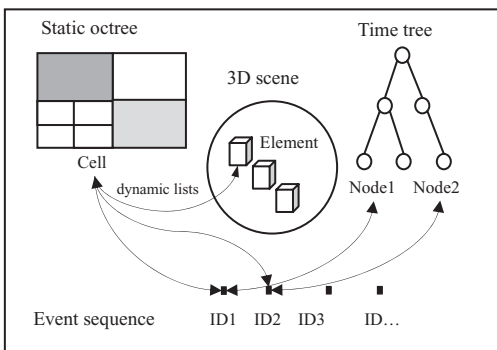 Static octree
Time tree
3D scene
Element
Cell
dynamic lists
Node1
Node2
Event sequence
ID1
ID2
ID3
ID…